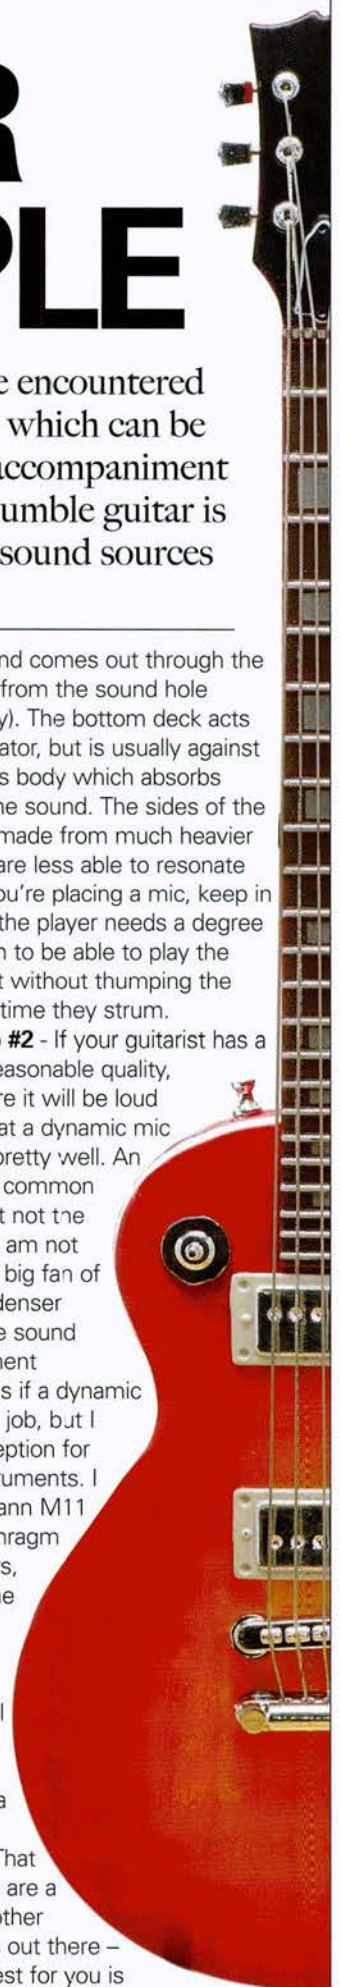 R
PLE
e encountered
which can be
accompaniment
umble guitar is
sound sources
nd comes out through the
from the sound hole
y). The bottom deck acts
ator, but is usually against
s body which absorbs
ne sound. The sides of the
made from much heavier
are less able to resonate
ou're placing a mic, keep in
the player needs a degree
n to be able to play the
t without thumping the
time they strum.
#2 - If your guitarist has a
easonable quality,
re it will be loud
at a dynamic mic
pretty well. An
common
t not the
am not
big fan of
denser
e sound
nent
s if a dynamic
job, but I
eption for
ruments. I
ann M11
hragm
s,
ne
l
a
That
are a
other
out there –
est for you is